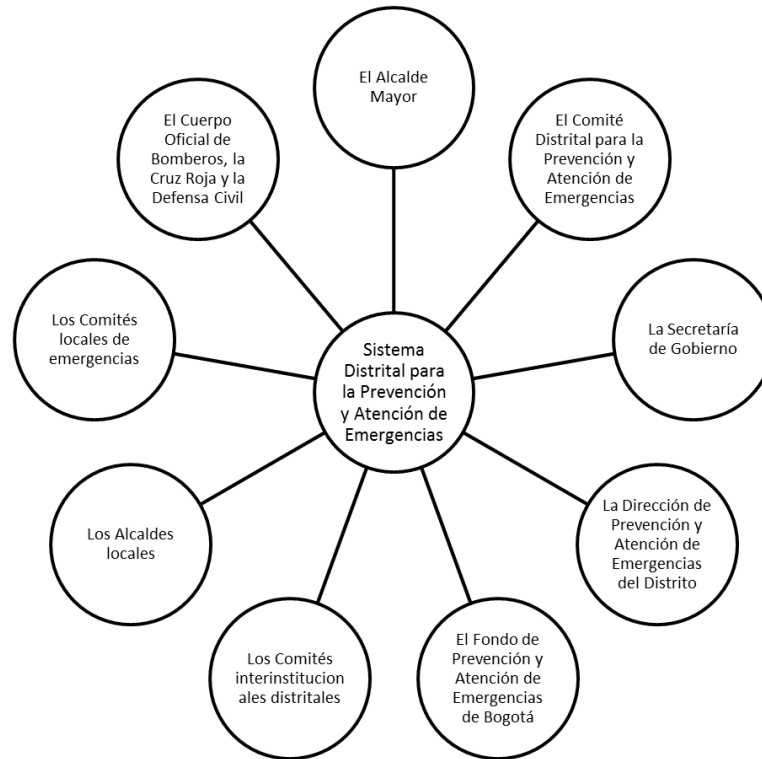 El Alcalde
Mayor
El Comité
Distrital para la
Prevención y
Atención de
Emergencias
La Secretaría
de Gobierno
La Dirección de
Prevención y
Atención de
Emergencias
del Distrito
El Fondo de
Prevención y
Atención de
Emergencias
de Bogotá
Los Comités
interinstitucion
ales distritales
Los Alcaldes
locales
Los Comités
locales de
emergencias
El Cuerpo
Oficial de
Bomberos, la
Cruz Roja y la
Defensa Civil
Sistema
Distrital para
la Prevención
y Atención de
Emergencias